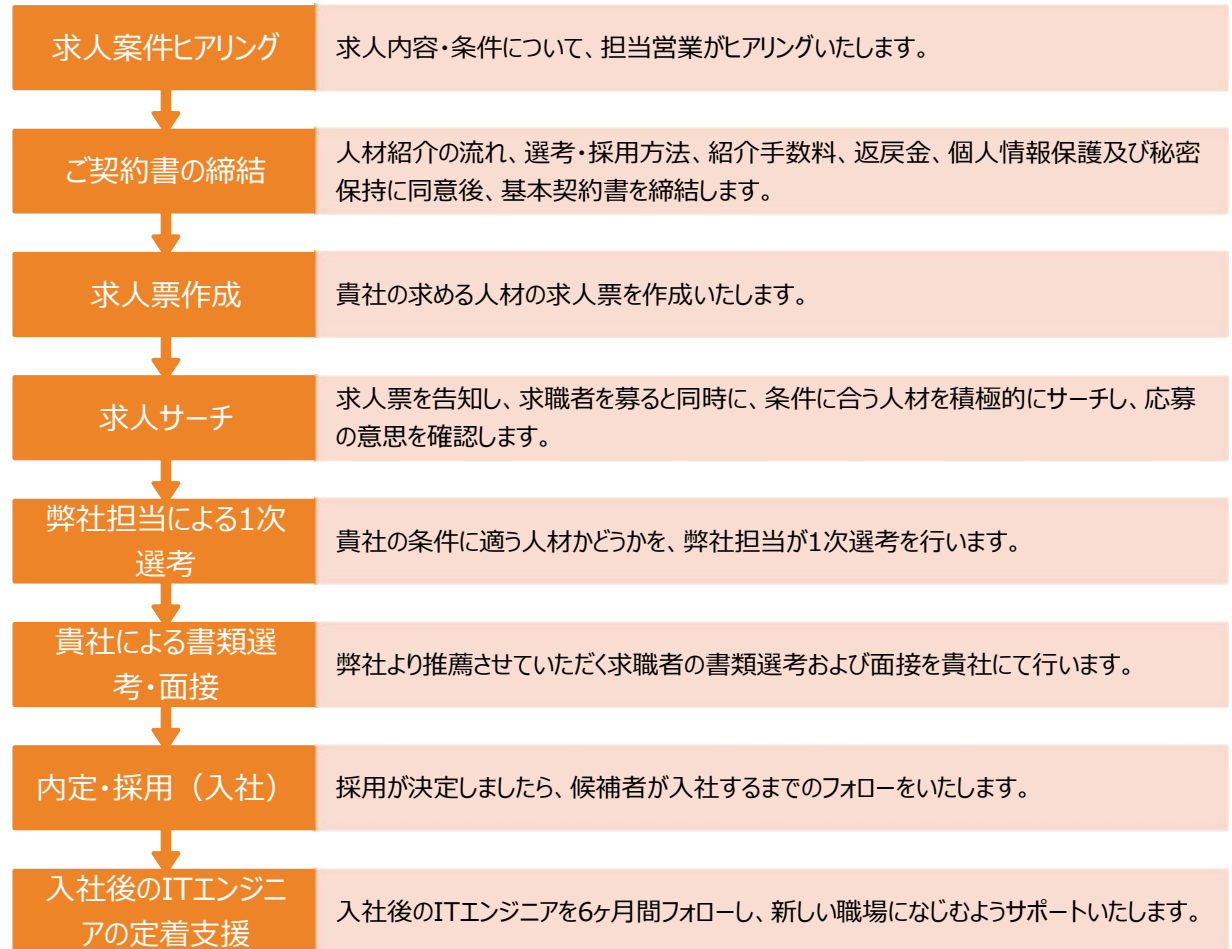 求人案件ヒアリング
求人内容・条件について、担当営業がヒアリングいたします。
ご契約書の締結
人材紹介の流れ、選考・採用方法、紹介手数料、返戻金、個人情報保護及び秘密
保持に同意後、基本契約書を締結します。
求人票作成
貴社の求める人材の求人票を作成いたします。
求人サーチ
求人票を告知し、求職者を募ると同時に、条件に合う人材を積極的にサーチし、応募
の意思を確認します。
弊社担当による1次
選考
貴社の条件に適う人材かどうかを、弊社担当が1次選考を行います。
貴社による書類選
考・面接
弊社より推薦させていただく求職者の書類選考および面接を貴社にて行います。
内定・採用（入社）
採用が決定しましたら、候補者が入社するまでのフォローをいたします。
入社後のITエンジニ
アの定着支援
入社後のITエンジニアを6ヶ月間フォローし、新しい職場になじむようサポートいたします。